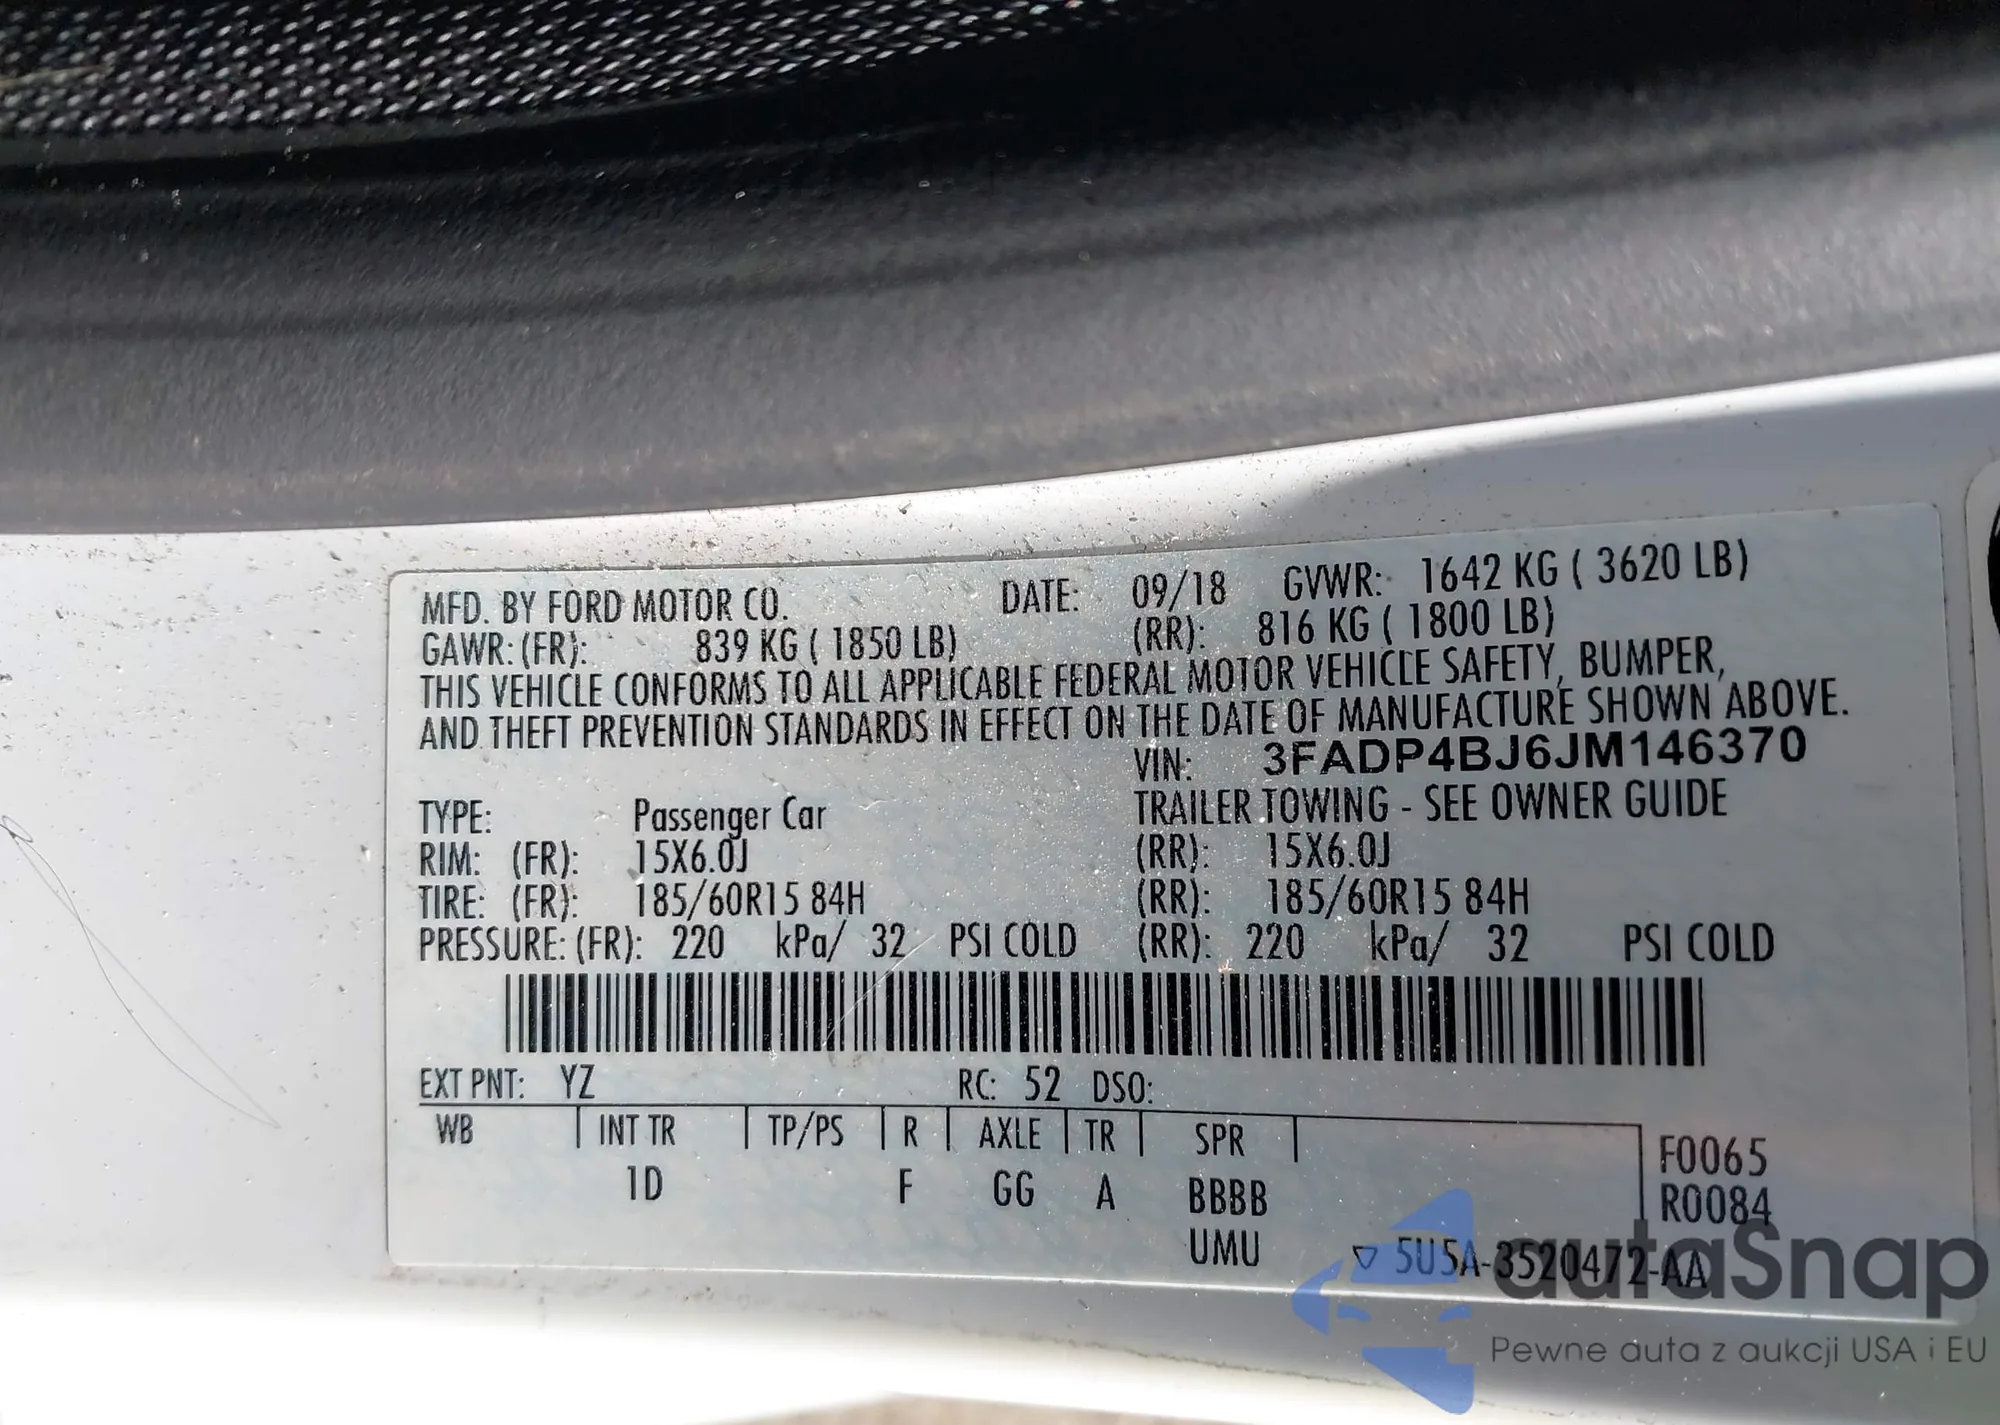 MFD. BY FORD MOTOR CO. DATE: 09/18 GVWR: 1642 KG ( 3620 LB)
GAWR: (FR): 839 KG ( 1850 LB) (RR): 816 KG ( 1800 LB)
THIS VEHICLE CONFORMS TO ALL APPLICABLE FEDERAL MOTOR VEHICLE SAFETY, BUMPER,
AND THEFT PREVENTION STANDARDS IN EFFECT ON THE DATE OF MANUFACTURE SHOWN ABOVE.
VIN: 3FADP4BJ6JM146370
TYPE: Passenger Car TRAILER TOWING - SEE OWNER GUIDE
RIM: (FR): 15X6.0J (RR): 15X6.0J
TIRE: (FR): 185/60R15 84H (RR): 185/60R15 84H
PRESSURE: (FR): 220 kPa/ 32 PSI COLD (RR): 220 kPa/ 32 PSI COLD
EXT PNT: YZ RC: 52 DSO:
WB INT TR TP/PS R AXLE TR SPR F0065
1D F GG A BBBB R0084
UMU ▽ 5U5A-3520472-AA
autaSnap
Pewne auta z aukcji USA i EU